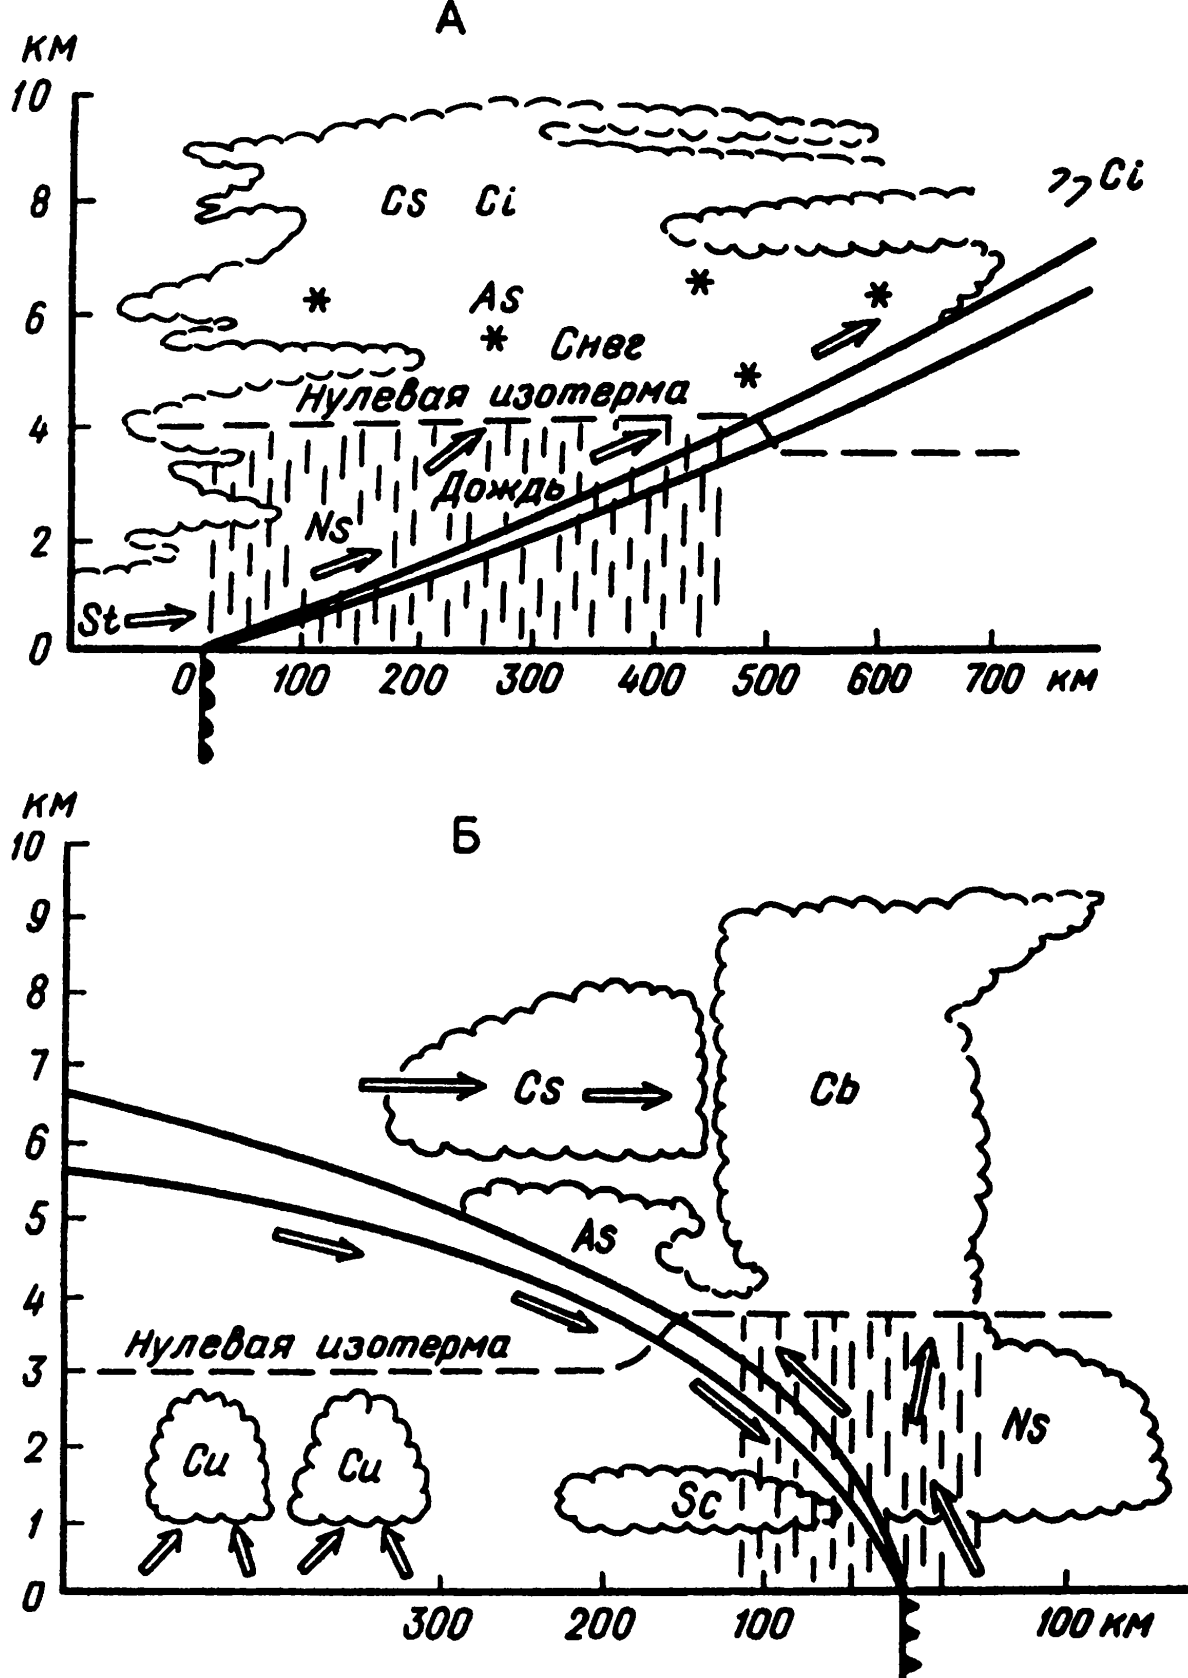 А
км
10
Cs Ci
Ci
8
As
6
Снег
Нулевая изотерма
4
Дождь
Ns
2
St
0
0 100 200 300 400 500 600 700 км
км
Б
10
9
8
7
Cs
Cb
6
5
As
4
Нулевая изотерма
3
Ns
2
Cu
Cu
Sc
1
0
300 200 100 100 км